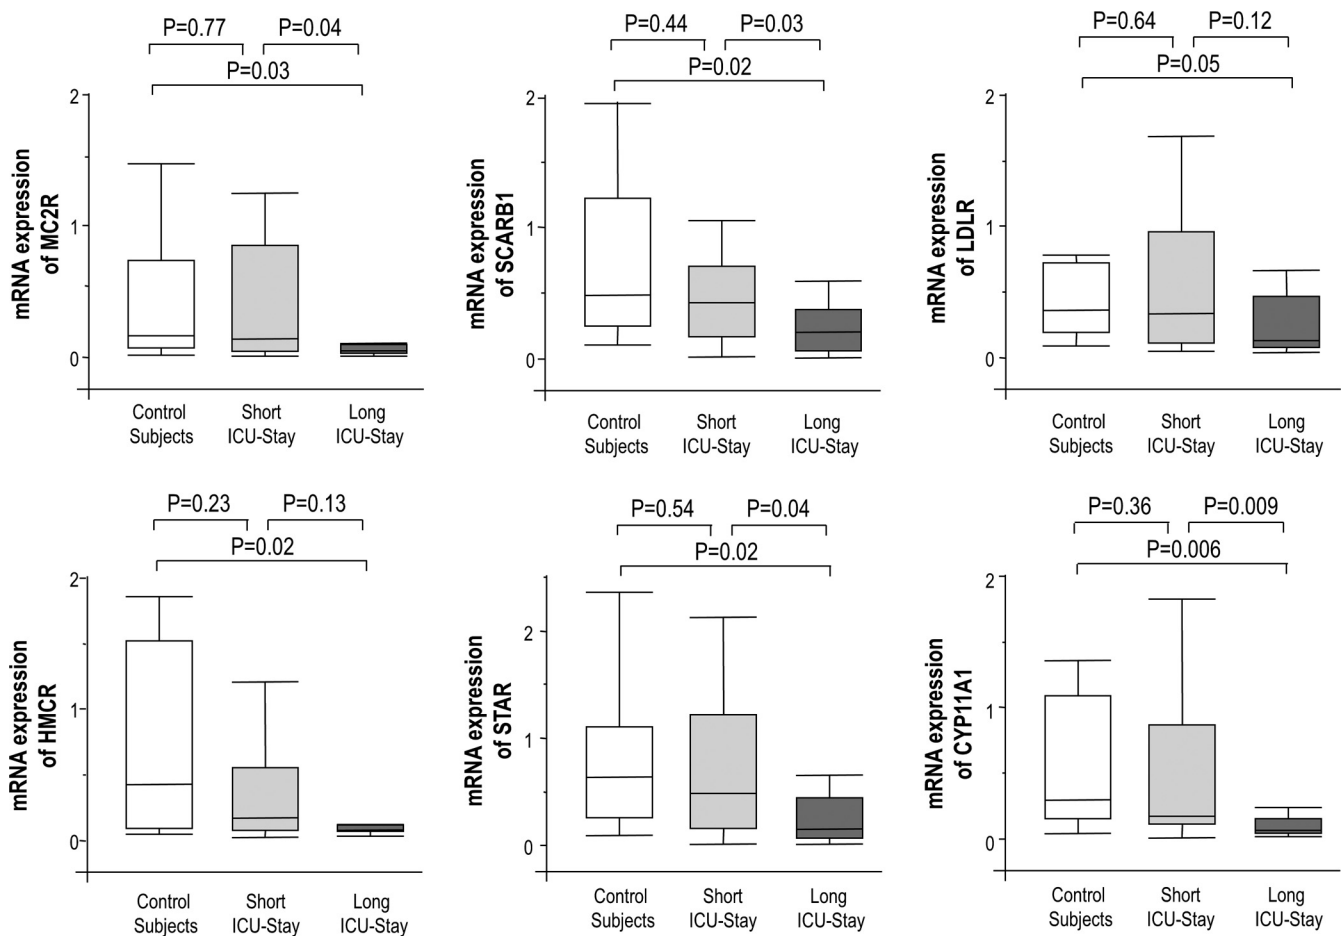 P=0.77
P=0.04
P=0.03
mRNA expression
of MC2R
2
1
0
Control
Subjects
Short
ICU-Stay
Long
ICU-Stay
P=0.44
P=0.03
P=0.02
mRNA expression
of SCARB1
2
1
0
Control
Subjects
Short
ICU-Stay
Long
ICU-Stay
P=0.64
P=0.12
P=0.05
mRNA expression
of LDLR
2
1
0
Control
Subjects
Short
ICU-Stay
Long
ICU-Stay
P=0.23
P=0.13
P=0.02
mRNA expression
of HMCR
2
1
0
Control
Subjects
Short
ICU-Stay
Long
ICU-Stay
P=0.54
P=0.04
P=0.02
mRNA expression
of STAR
2
1
0
Control
Subjects
Short
ICU-Stay
Long
ICU-Stay
P=0.36
P=0.009
P=0.006
mRNA expression
of CYP11A1
2
1
0
Control
Subjects
Short
ICU-Stay
Long
ICU-Stay